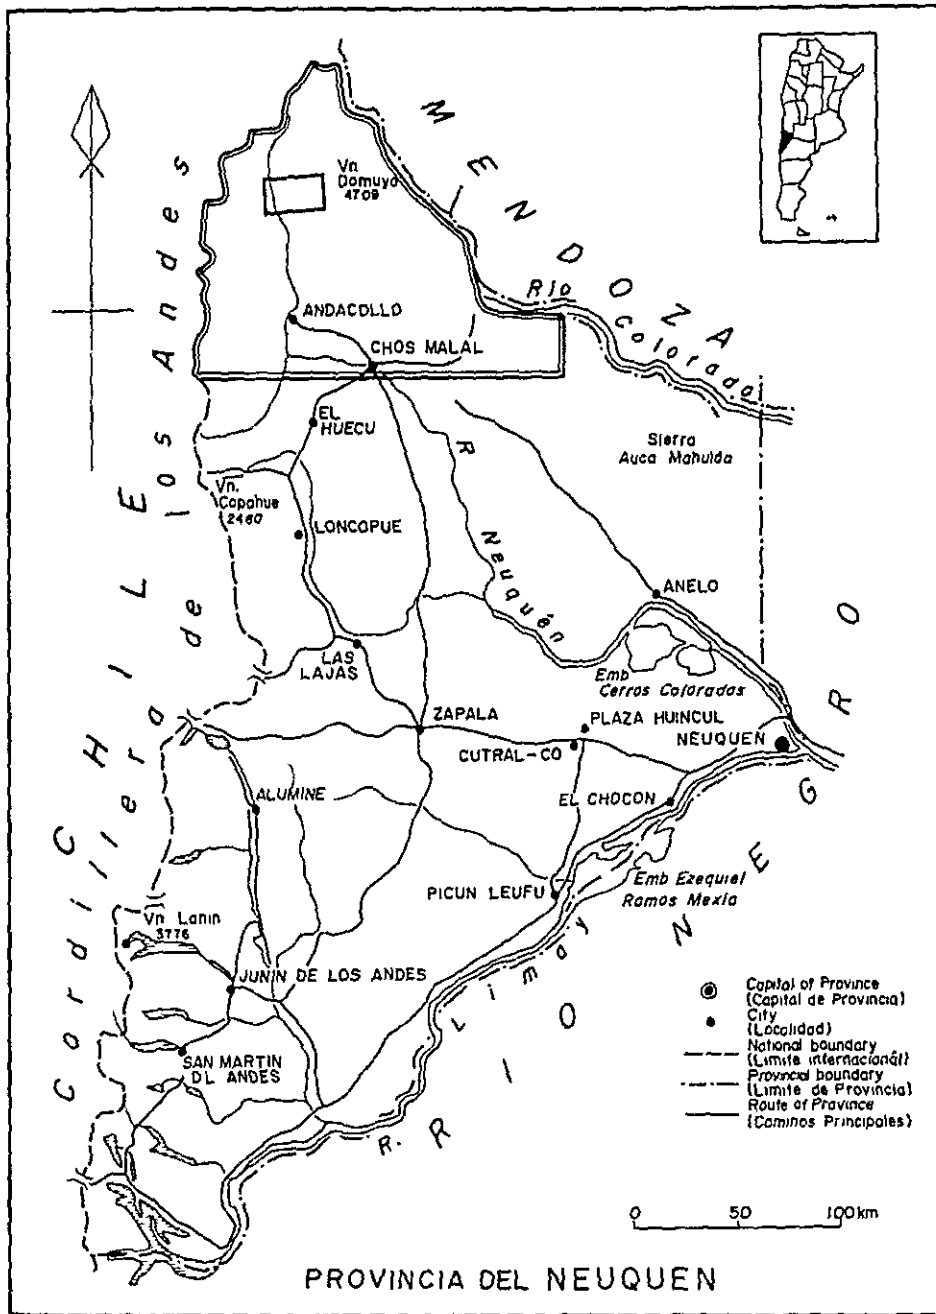 MENDOZA
Vn
Domuyo
4709
Río
Colorado
ANDACOLLO
CHOS MALAL
EL
HUECU
Sierra
Auca Mahuida
R
Neuquén
Vn.
Copahue
2480
LONCOPUE
ANELO
LAS
LAJAS
Emb
Cerros Colorados
ZAPALA
PLAZA HUINCUL
NEUQUEN
CUTRAL-CO
EL CHOCON
ALUMINE
CHILE
Cordillera de los Andes
PICUN LEUFU
Emb Ezequiel
Ramos Mexia
Vn Lanin
3776
JUNIN DE LOS ANDES
SAN MARTIN
DL ANDES
R. Limay
RIO NEGRO
Capital of Province
(Capital de Provincia)
City
(Localidad)
National boundary
(Limite internacionál)
Provincial boundary
(Limite de Provincia)
Route of Province
(Caminos Principales)
0 50 100km
PROVINCIA DEL NEUQUEN